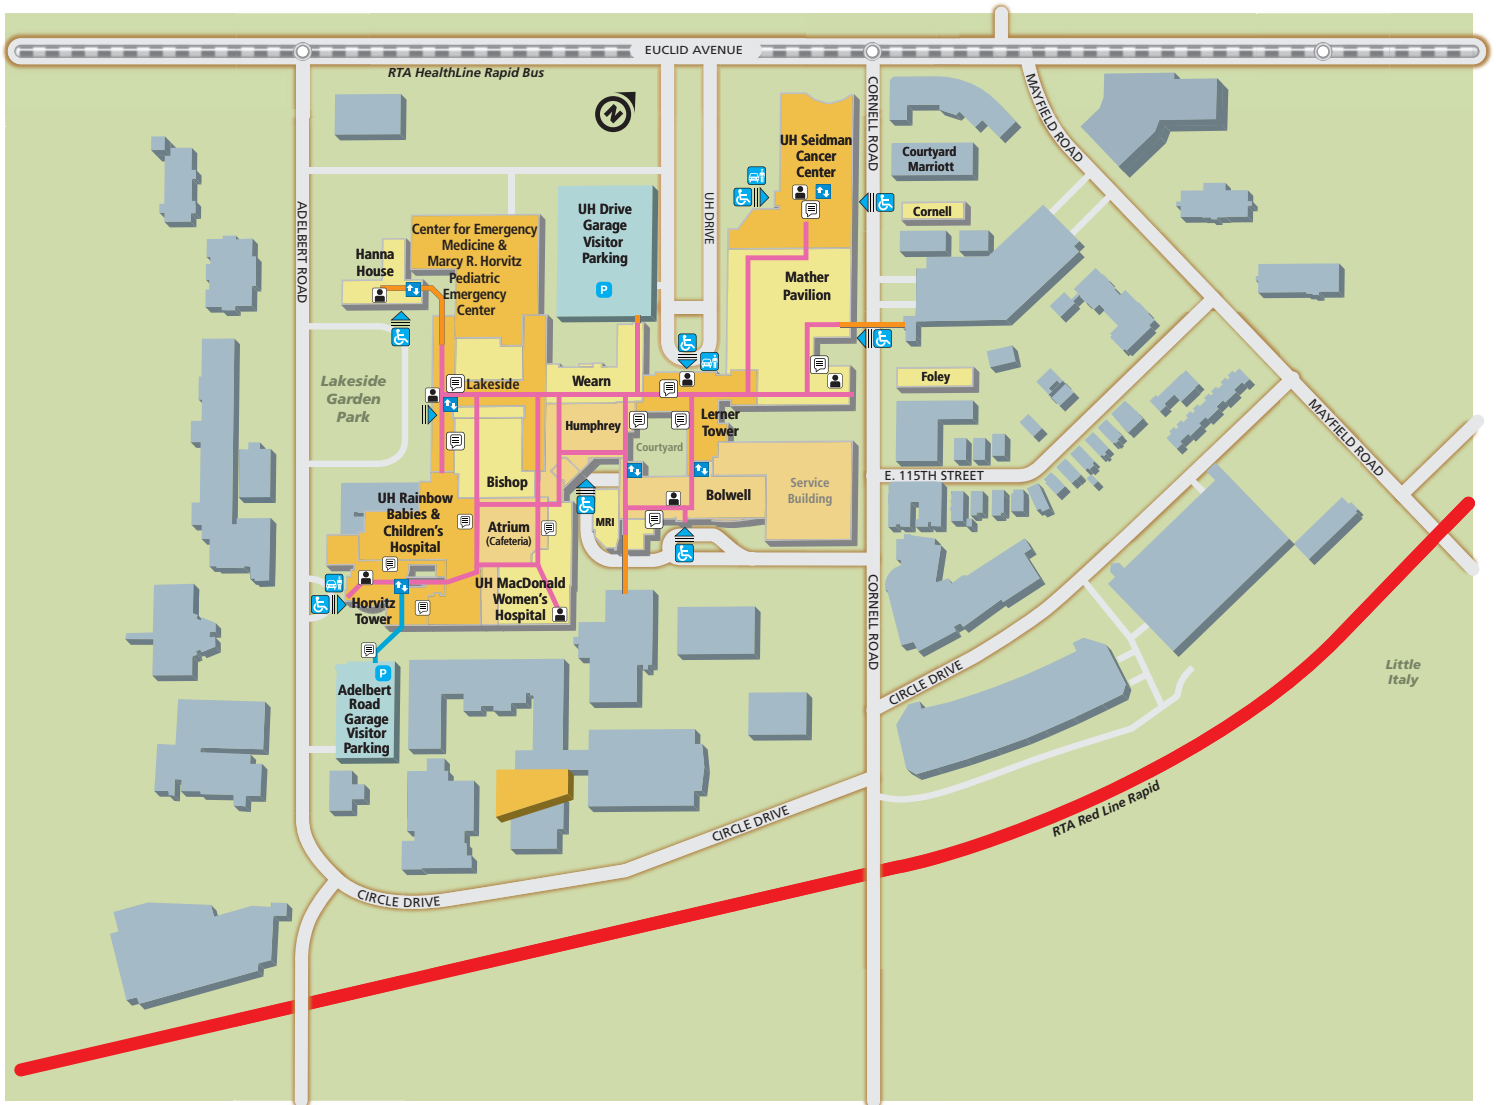 EUCLID AVENUE
RTA HealthLine Rapid Bus
N
CORNELL ROAD
MAYFIELD ROAD
UH Seidman
Cancer
Center
Courtyard
Marriott
ADELBERT ROAD
UH DRIVE
UH Drive
Garage
Visitor
Parking
P
Cornell
Center for Emergency
Medicine &
Marcy R. Horvitz
Pediatric
Emergency
Center
Hanna
House
Mather
Pavilion
Lakeside
Garden
Park
Lakeside
Wearn
Foley
MAYFIELD ROAD
Humphrey
Lerner
Tower
Courtyard
E. 115TH STREET
Bishop
Bolwell
Service
Building
UH Rainbow
Babies &
Children's
Hospital
Atrium
(Cafeteria)
MRI
UH MacDonald
Women's
Hospital
Horvitz
Tower
CORNELL ROAD
CIRCLE DRIVE
Little
Italy
P
Adelbert
Road
Garage
Visitor
Parking
RTA Red Line Rapid
CIRCLE DRIVE
CIRCLE DRIVE